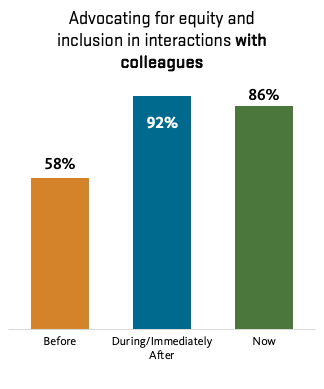 Advocating for equity and
inclusion in interactions with
colleagues
58%
92%
86%
Before
During/Immediately
After
Now